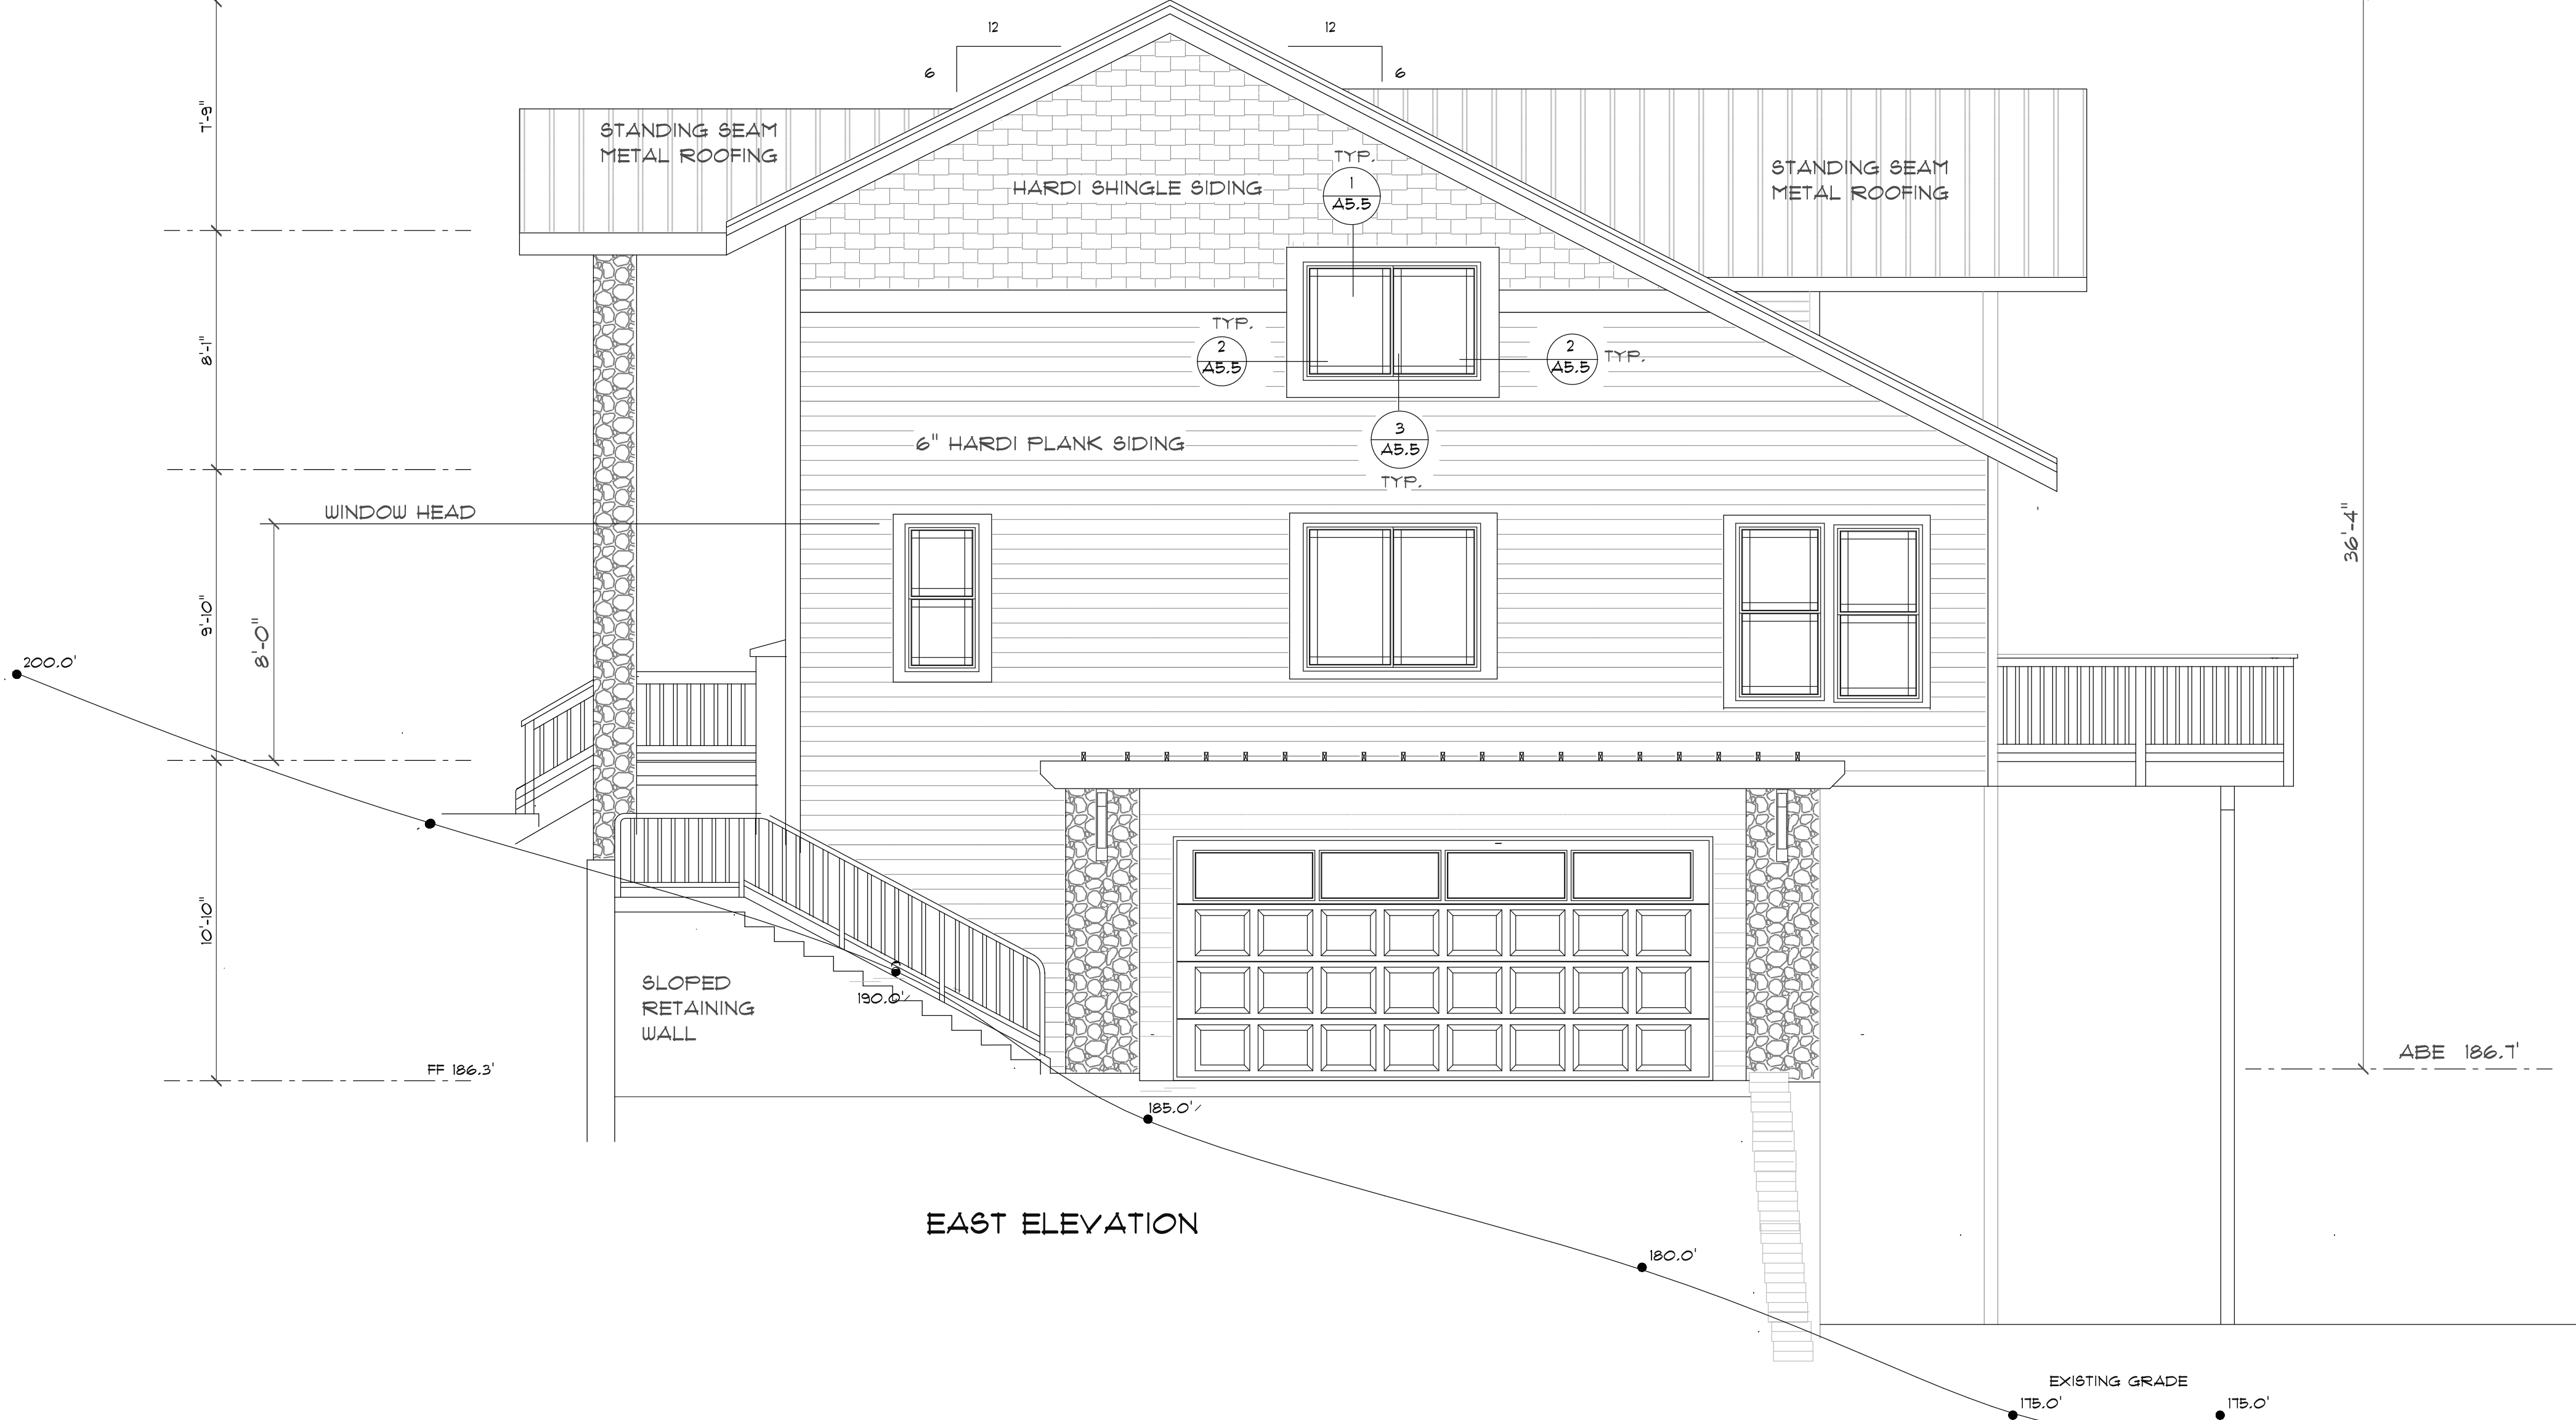 12
12
6
6
7'-9"
STANDING SEAM
METAL ROOFING
TYP.
HARDI SHINGLE SIDING
1
A5.5
STANDING SEAM
METAL ROOFING
TYP.
2
A5.5
2
A5.5
TYP.
8'-1"
3
A5.5
TYP.
6" HARDI PLANK SIDING
WINDOW HEAD
36'-4"
9'-10"
8'-0"
200.0'
10'-10"
SLOPED
RETAINING
WALL
190.0'
FF 186.3'
ABE 186.7'
185.0'
EAST ELEVATION
180.0'
EXISTING GRADE
175.0'
175.0'